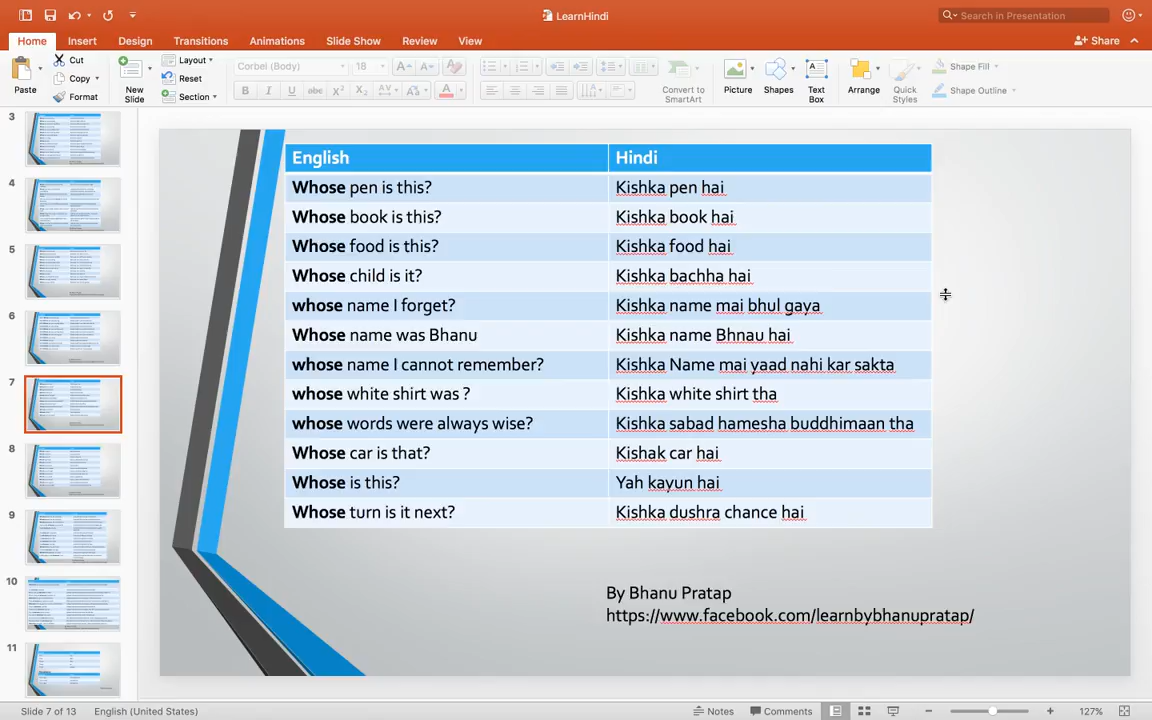 LearnHindi
Search in Presentation
Home Insert Design Transitions Animations Slide Show Review View
Share
Paste
Cut
Copy
Format
New Slide
Layout
Reset
Section
Corbel (Body) 18
Convert to SmartArt
Picture
Shapes
Text Box
Arrange
Quick Styles
Shape Fill
Shape Outline
3
4
5
6
7
8
9
10
11
English Hindi
Whose pen is this? Kishka pen hai
Whose book is this? Kishka book hai
Whose food is this? Kishka food hai
Whose child is it? Kishka bachha hai
whose name I forget? Kishka name mai bhul gaya
Whose name was Bhanu Kishka name Bhnau hai
whose name I cannot remember? Kishka Name mai yaad nahi kar sakta
whose white shirt was ? Kishka white shirt tha
whose words were always wise? Kishka sabad hamesha buddhimaan tha
Whose car is that? Kishak car hai
Whose is this? Yah kayun hai
Whose turn is it next? Kishka dushra chance hai
By Bhanu Pratap
https://www.facebook.com/learnbybhanupratap/
Slide 7 of 13 English (United States) Notes Comments 127%